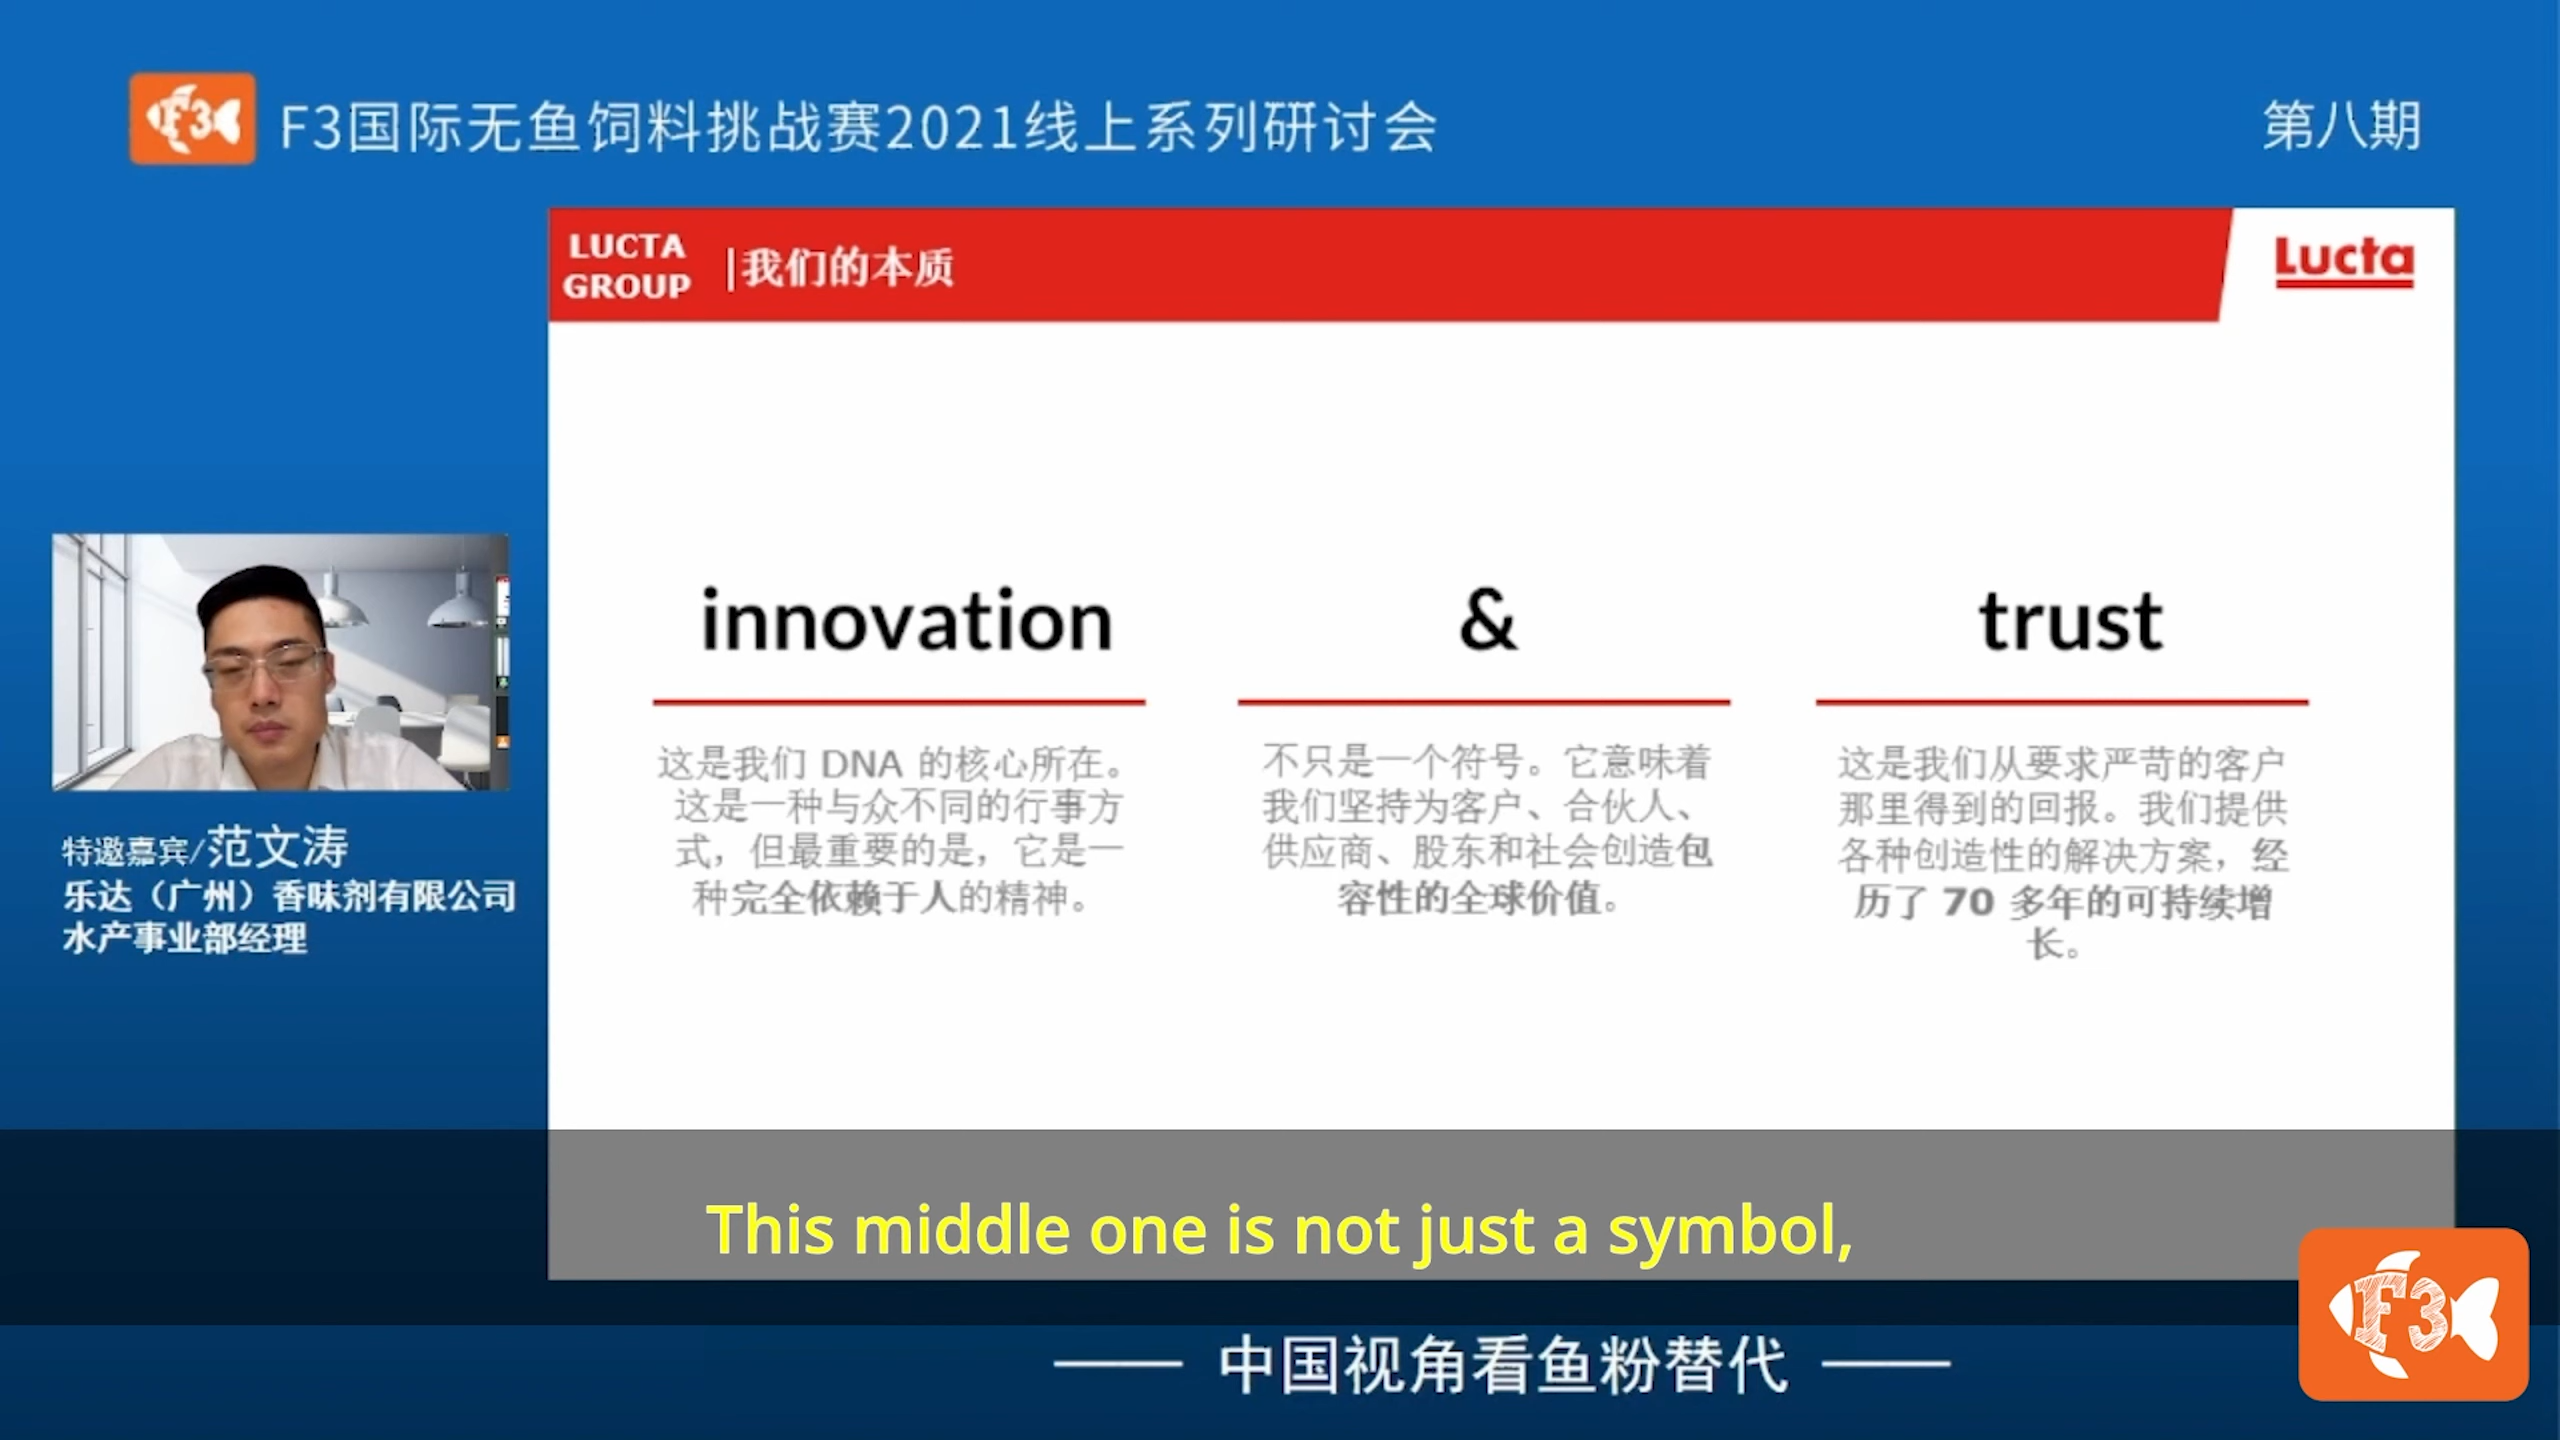 F3
F3国际无鱼饲料挑战赛2021线上系列研讨会
第八期
LUCTA
GROUP
|我们的本质
Lucta
innovation
这是我们 DNA 的核心所在。
这是一种与众不同的行事方
式，但最重要的是，它是一
种完全依赖于人的精神。
&
不只是一个符号。它意味着
我们坚持为客户、合伙人、
供应商、股东和社会创造包
容性的全球价值。
trust
这是我们从要求严苛的客户
那里得到的回报。我们提供
各种创造性的解决方案，经
历了 70 多年的可持续增
长。
特邀嘉宾/范文涛
乐达（广州）香味剂有限公司
水产事业部经理
This middle one is not just a symbol,
中国视角看鱼粉替代
F3